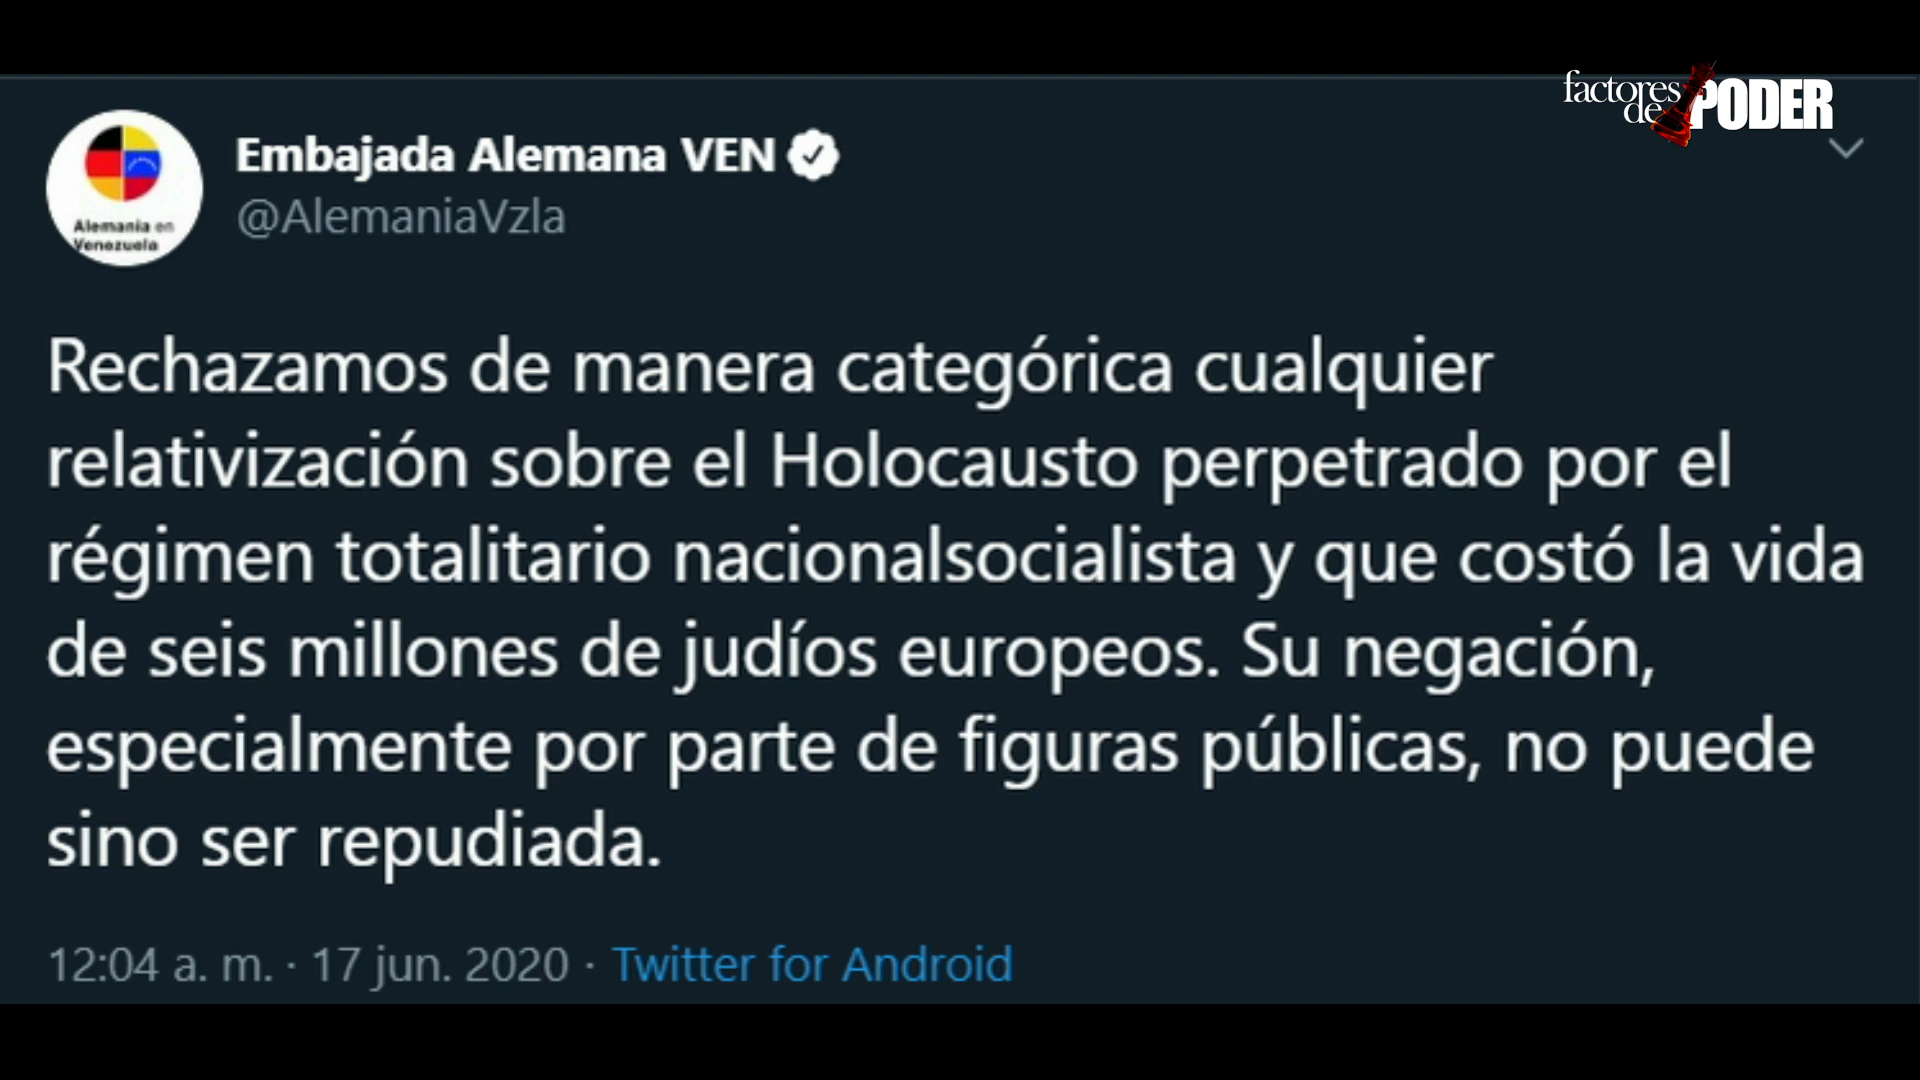 factores
de PODER
Embajada Alemana VEN
@AlemaniaVzla
Alemania en
Venezuela
Rechazamos de manera categórica cualquier
relativización sobre el Holocausto perpetrado por el
régimen totalitario nacionalsocialista y que costó la vida
de seis millones de judíos europeos. Su negación,
especialmente por parte de figuras públicas, no puede
sino ser repudiada.
12:04 a. m. · 17 jun. 2020 · Twitter for Android